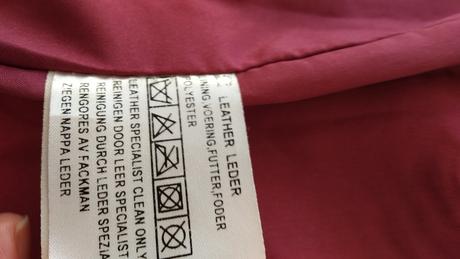 LEATHER LEDER
NING,VOERING,FUTTER,FODER
POLYESTER
LEATHER SPECIALIST CLEAN ONLY
REINIGEN DOOR LEER SPECIALIST
REINIGUNG DURCH LEDER SPEZIA
RENGORES AV FACKMAN
ZIEGEN NAPPA LEDER